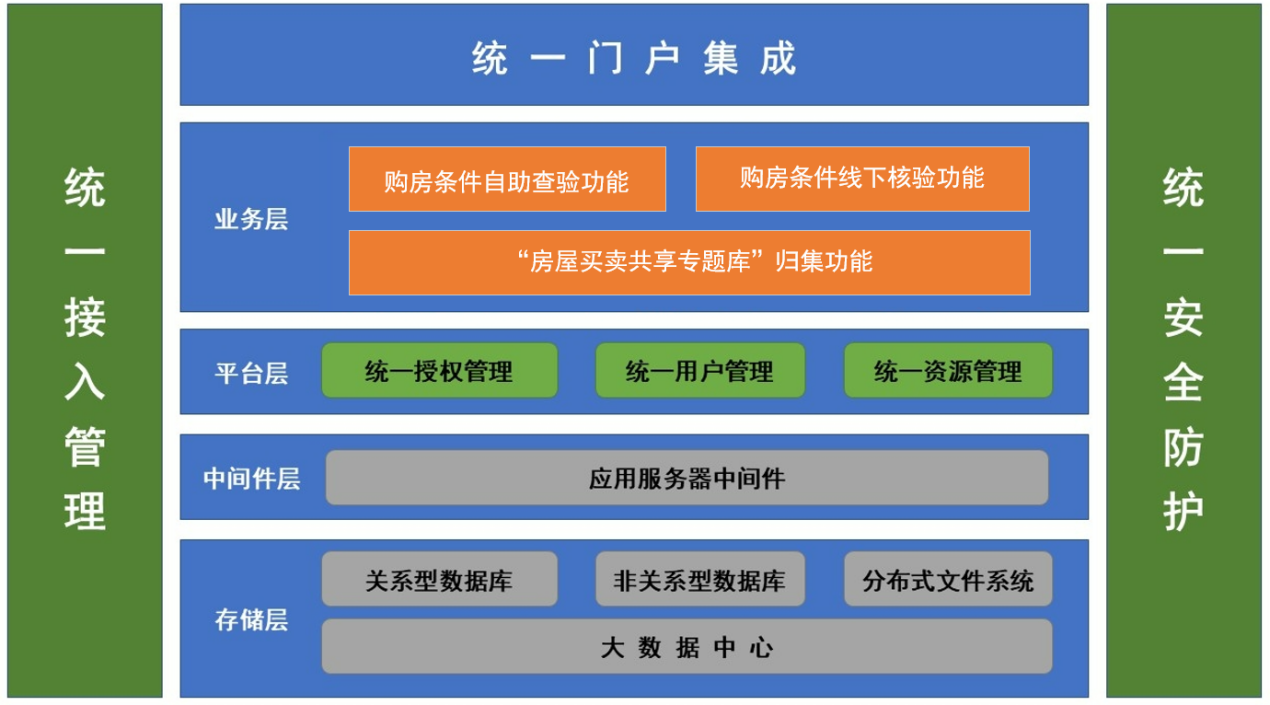 统一接入管理
统一门户集成
业务层
购房条件自助查验功能
购房条件线下核验功能
“房屋买卖共享专题库”归集功能
平台层
统一授权管理
统一用户管理
统一资源管理
中间件层
应用服务器中间件
存储层
关系型数据库
非关系型数据库
分布式文件系统
大数据中心
统一安全防护